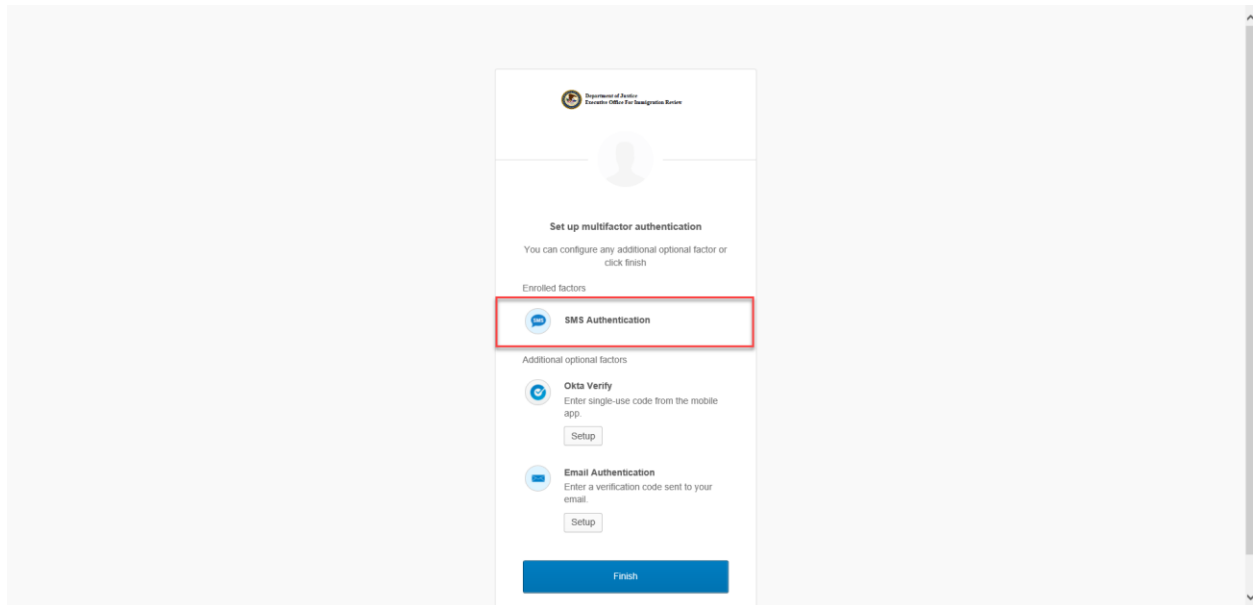 Department of Justice
Executive Office For Immigration Review
Set up multifactor authentication
You can configure any additional optional factor or
click finish
Enrolled factors
SMS
SMS Authentication
Additional optional factors
Okta Verify
Enter single-use code from the mobile
app.
Setup
Email Authentication
Enter a verification code sent to your
email.
Setup
Finish